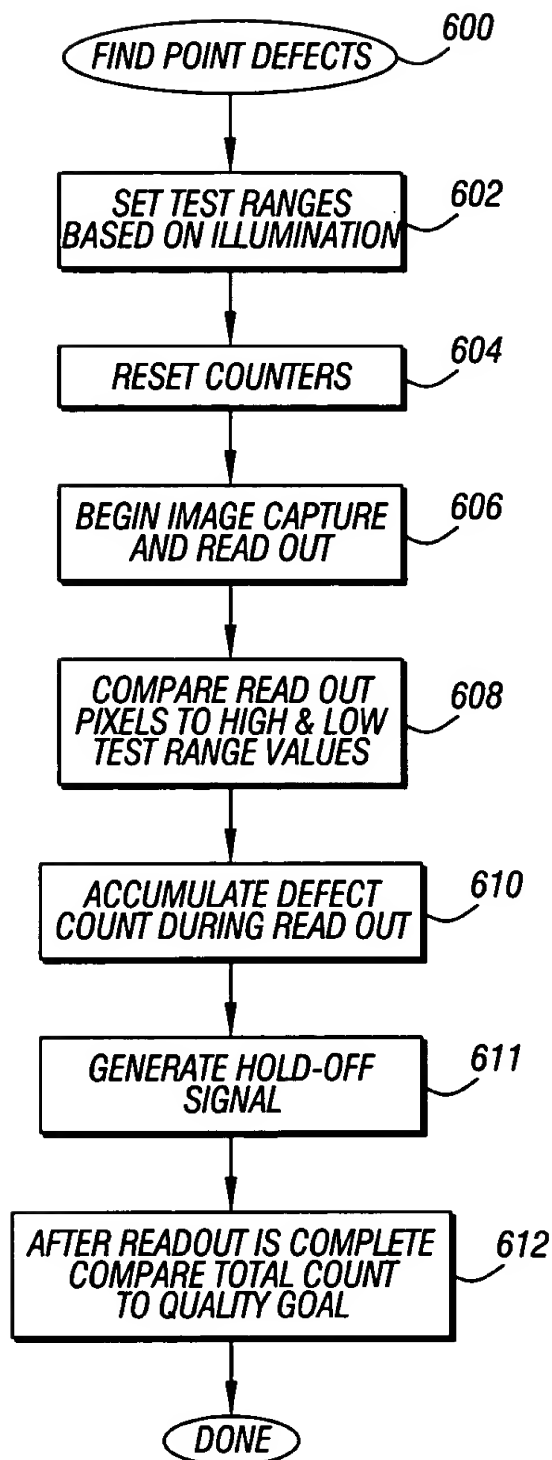 600
FIND POINT DEFECTS
602
SET TEST RANGES
BASED ON ILLUMINATION
604
RESET COUNTERS
606
BEGIN IMAGE CAPTURE
AND READ OUT
608
COMPARE READ OUT
PIXELS TO HIGH & LOW
TEST RANGE VALUES
610
ACCUMULATE DEFECT
COUNT DURING READ OUT
611
GENERATE HOLD-OFF
SIGNAL
612
AFTER READOUT IS COMPLETE
COMPARE TOTAL COUNT
TO QUALITY GOAL
DONE